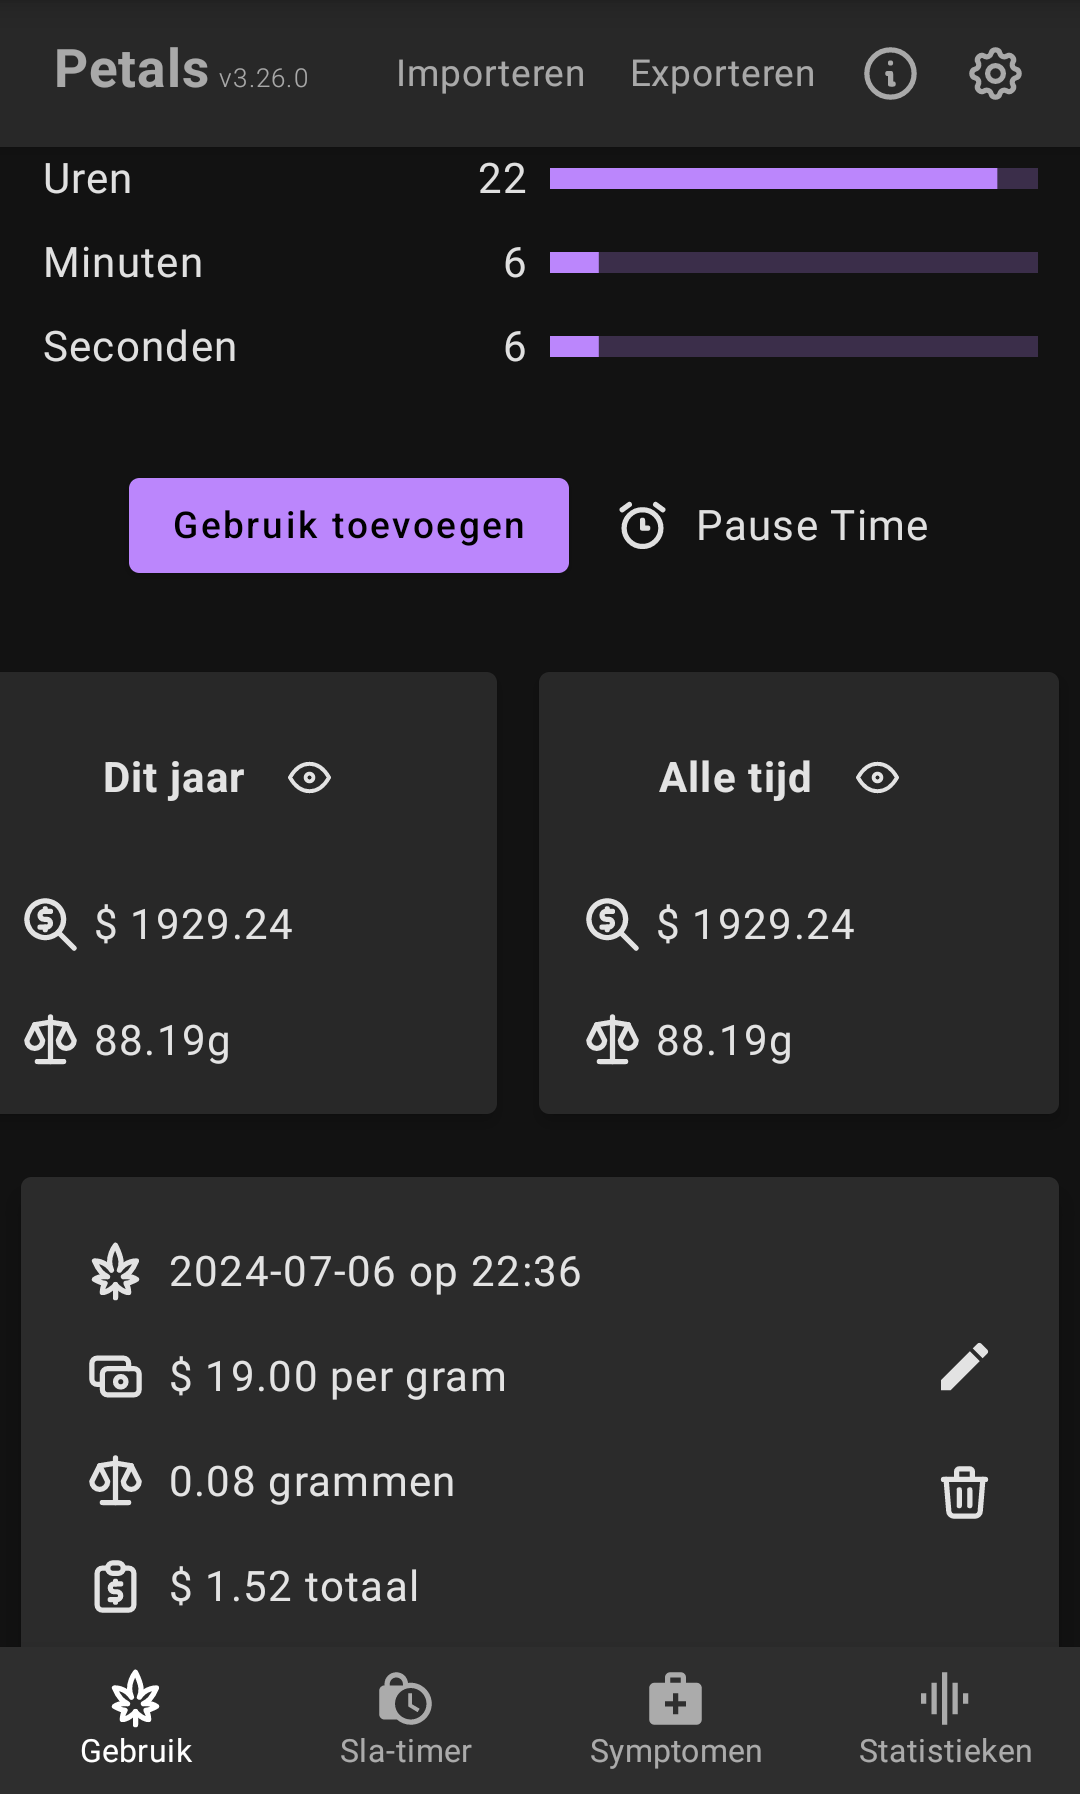 Petals v3.26.0 Importeren Exporteren
Uren 22
Minuten 6
Seconden 6
Gebruik toevoegen Pause Time
Dit jaar
$ 1929.24
88.19g
Alle tijd
$ 1929.24
88.19g
2024-07-06 op 22:36
$ 19.00 per gram
0.08 grammen
$ 1.52 totaal
Gebruik Sla-timer Symptomen Statistieken